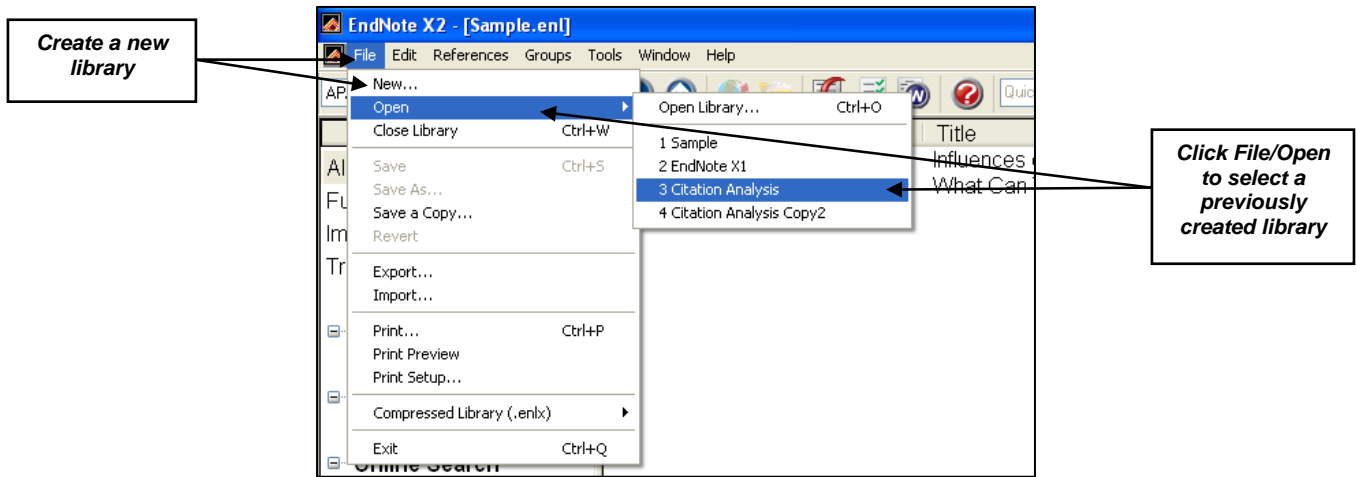 EndNote X2 - [Sample.enl]
File Edit References Groups Tools Window Help
Create a new
library
New...
Open
Close Library Ctrl+W
Save Ctrl+S
Save As...
Save a Copy...
Revert
Export...
Import...
Print... Ctrl+P
Print Preview
Print Setup...
Compressed Library (.enlx)
Exit Ctrl+Q
Open Library... Ctrl+O
1 Sample
2 EndNote X1
3 Citation Analysis
4 Citation Analysis Copy2
Title
Influences
What Can
Click File/Open
to select a
previously
created library
Online Search